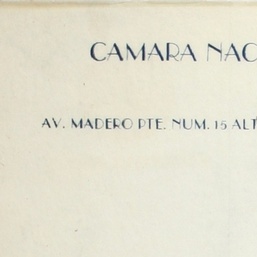 CAMARA NAC
AV. MADERO PTE. NUM. 15 ALT